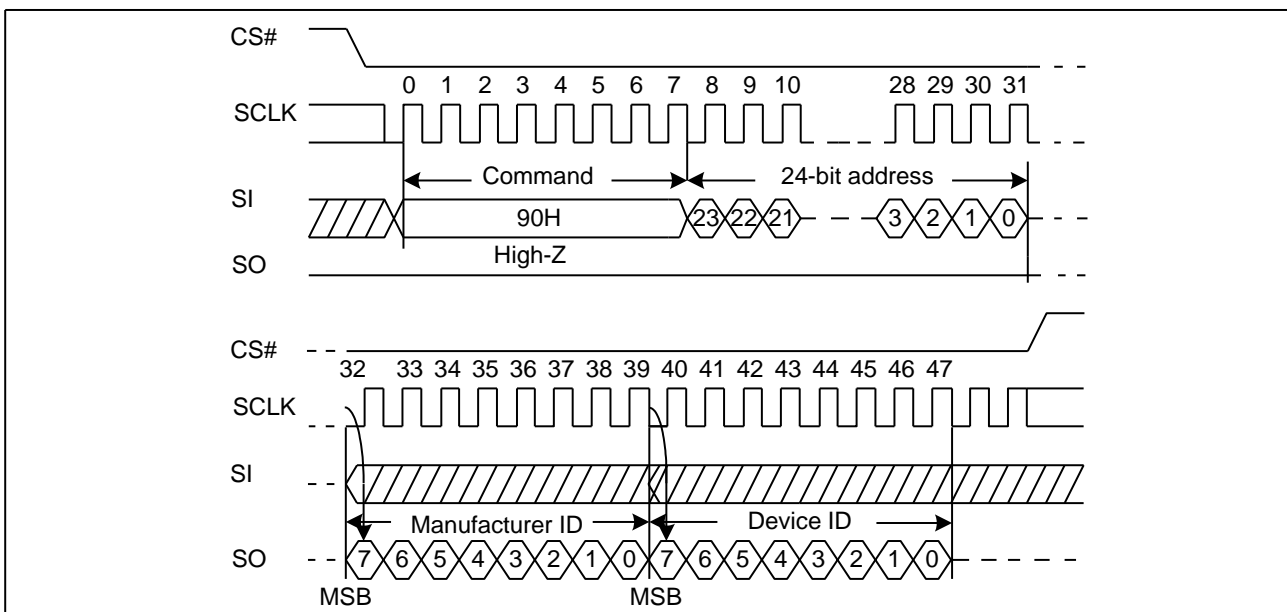 CS#
0 1 2 3 4 5 6 7 8 9 10 28 29 30 31
SCLK
Command 24-bit address
SI
90H 23 22 21 3 2 1 0
High-Z
SO
CS#
32 33 34 35 36 37 38 39 40 41 42 43 44 45 46 47
SCLK
SI
Manufacturer ID Device ID
SO 7 6 5 4 3 2 1 0 7 6 5 4 3 2 1 0
MSB MSB